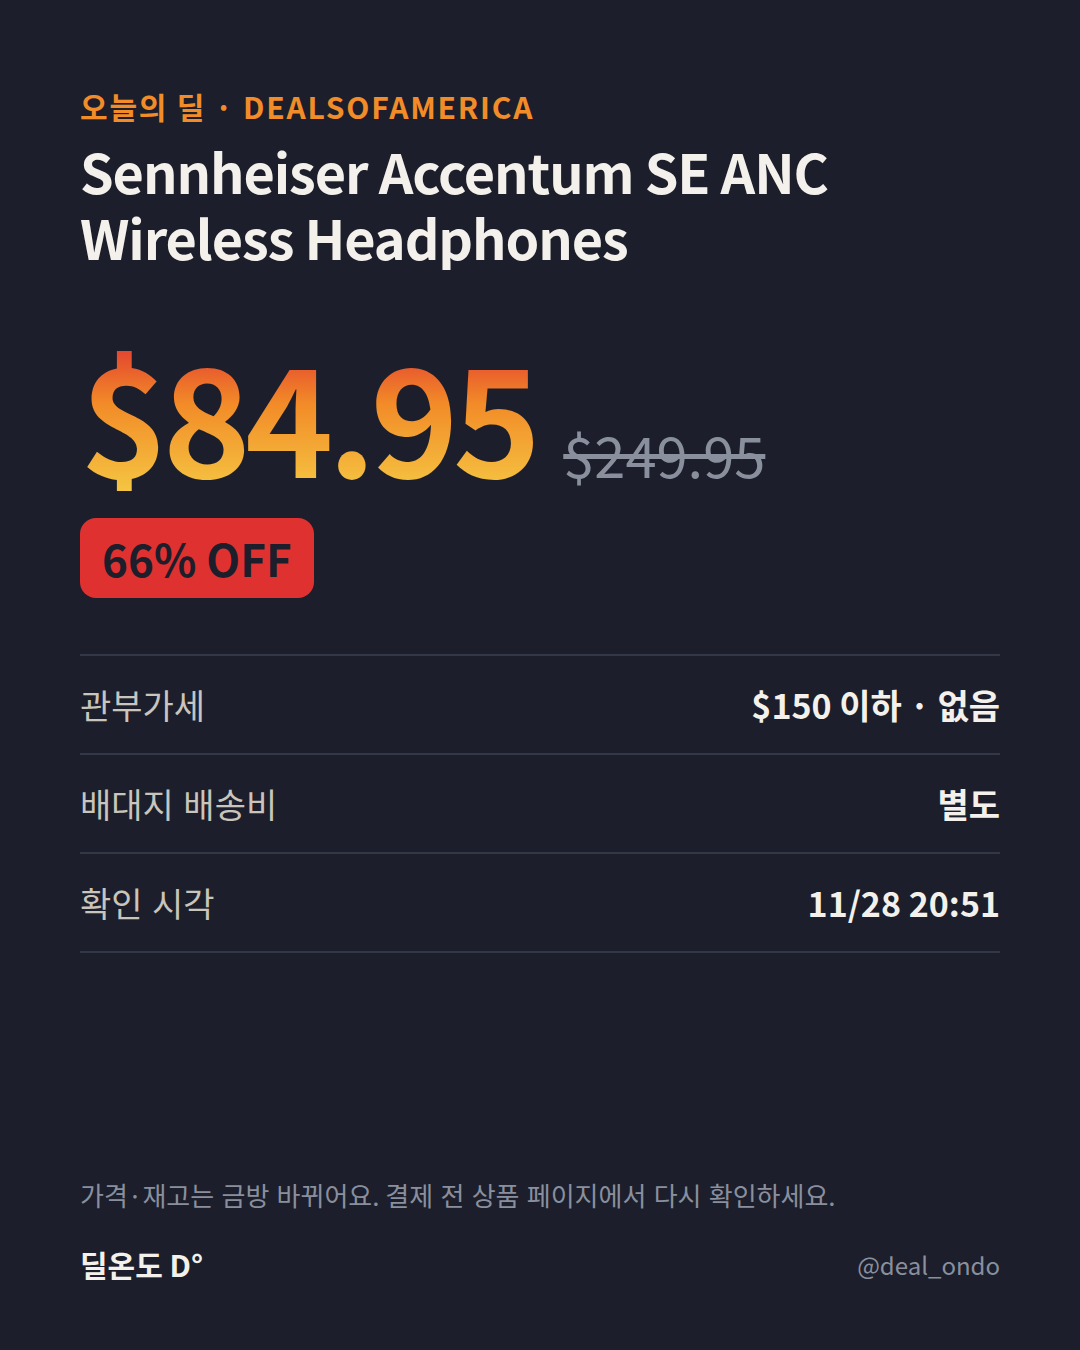 오늘의 딜 · DEALSOFAMERICA
Sennheiser Accentum SE ANC
Wireless Headphones
$84.95 $249.95
66% OFF
관부가세 $150 이하 · 없음
배대지 배송비 별도
확인 시각 11/28 20:51
가격·재고는 금방 바뀌어요. 결제 전 상품 페이지에서 다시 확인하세요.
딜온도 D° @deal_ondo